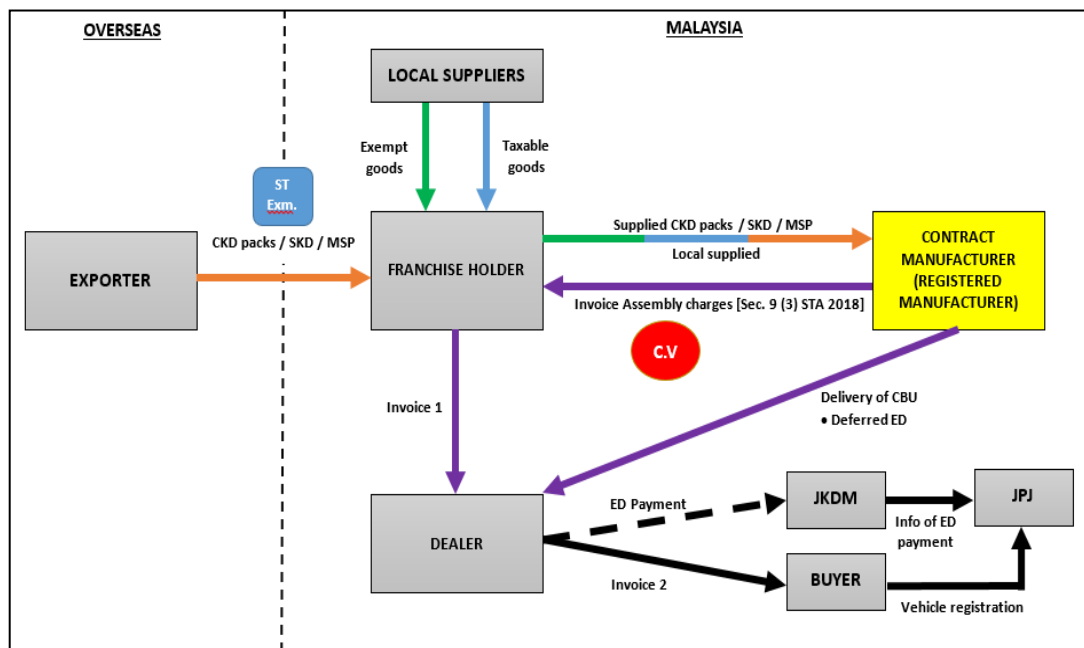 OVERSEAS
MALAYSIA
LOCAL SUPPLIERS
Exempt
goods
Taxable
goods
ST
Exm.
CKD packs / SKD / MSP
EXPORTER
FRANCHISE HOLDER
Supplied CKD packs / SKD / MSP
Local supplied
CONTRACT
MANUFACTURER
(REGISTERED
MANUFACTURER)
Invoice Assembly charges [Sec. 9 (3) STA 2018]
C.V
Invoice 1
Delivery of CBU
• Deferred ED
DEALER
ED Payment
JKDM
Info of ED
payment
JPJ
Invoice 2
BUYER
Vehicle registration